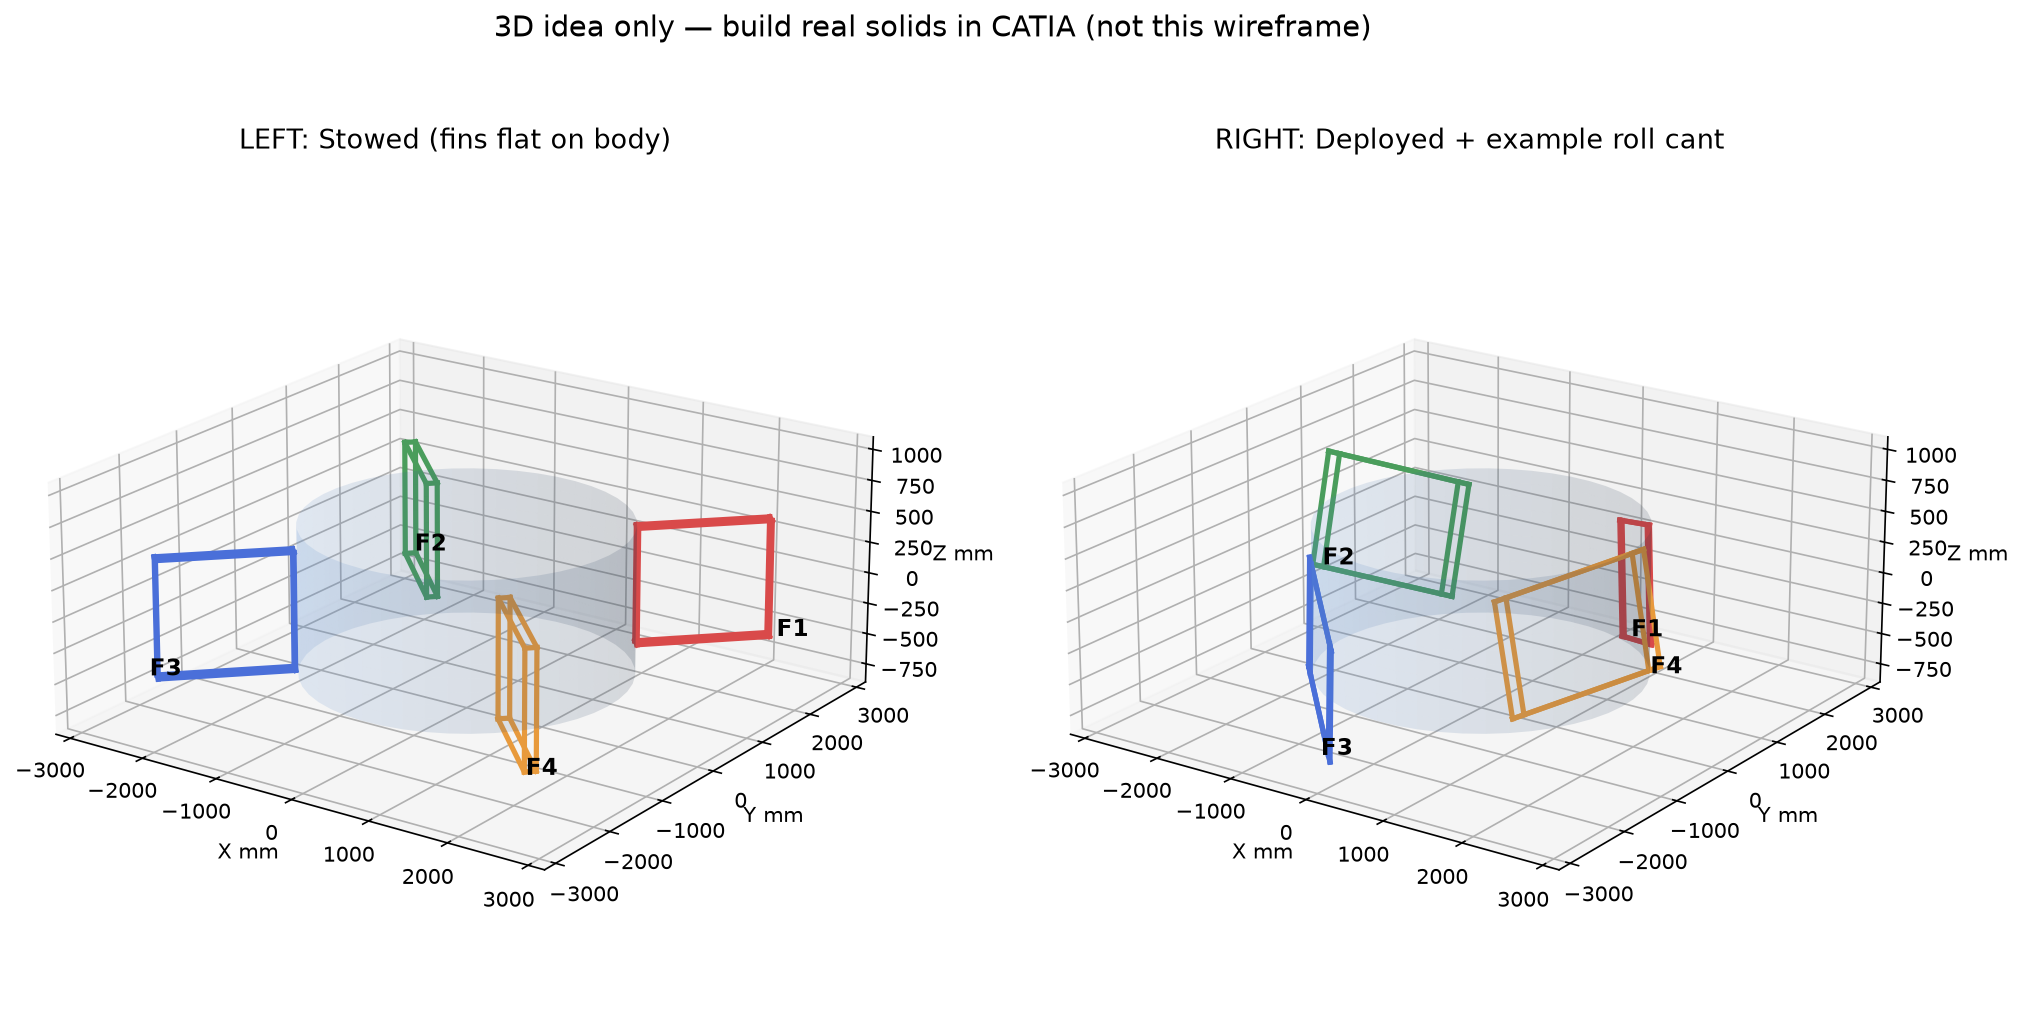 3D idea only — build real solids in CATIA (not this wireframe)
LEFT: Stowed (fins flat on body)
RIGHT: Deployed + example roll cant
F2
F1
F3
F4
1000
750
500
250
0
−250
−500
−750
Z mm
−3000
−2000
−1000
0
1000
2000
3000
X mm
−3000
−2000
−1000
0
1000
2000
3000
Y mm
F2
F1
F4
F3
1000
750
500
250
0
−250
−500
−750
Z mm
−3000
−2000
−1000
0
1000
2000
3000
X mm
−3000
−2000
−1000
0
1000
2000
3000
Y mm